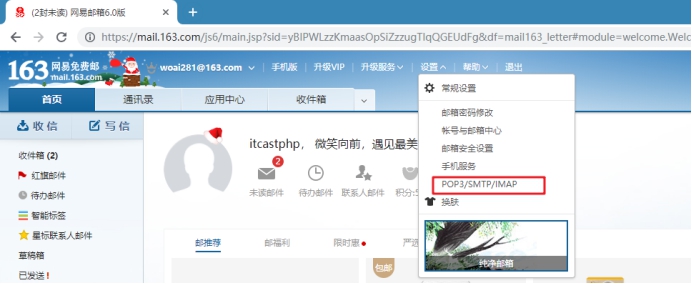 (2封未读) 网易邮箱6.0版
https://mail.163.com/js6/main.jsp?sid=yBIPWLzzKmaasOpSiZzzugTIqQGEUdFg&df=mail163_letter#module=welcome.Welc
163 网易免费邮
mail.163.com
woai281@163.com 手机版 升级VIP 升级服务 设置 帮助 退出
首页 通讯录 应用中心 收件箱
收信 写信
收件箱 (2)
红旗邮件
待办邮件
智能标签
星标联系人邮件
草稿箱
已发送
itcastphp， 微笑向前，遇见最美
2
未读邮件 待办邮件 联系人邮件 积分:5
邮推荐 邮福利 限时惠 严选
包邮
常规设置
邮箱密码修改
帐号与邮箱中心
邮箱安全设置
手机服务
POP3/SMTP/IMAP
换肤
纯净邮箱